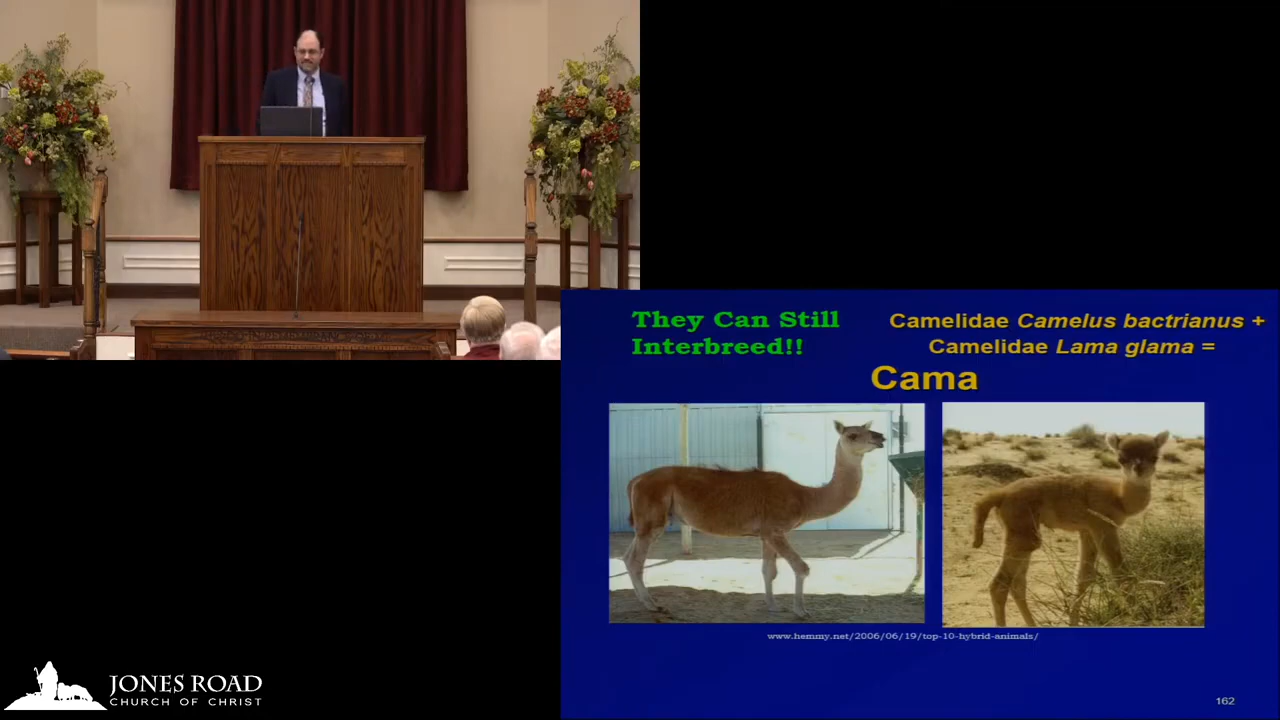 They Can Still
Interbreed!!
Camelidae Camelus bactrianus +
Camelidae Lama glama =
Cama
www.hemmy.net/2006/06/19/top-10-hybrid-animals/
162
JONES ROAD
CHURCH OF CHRIST